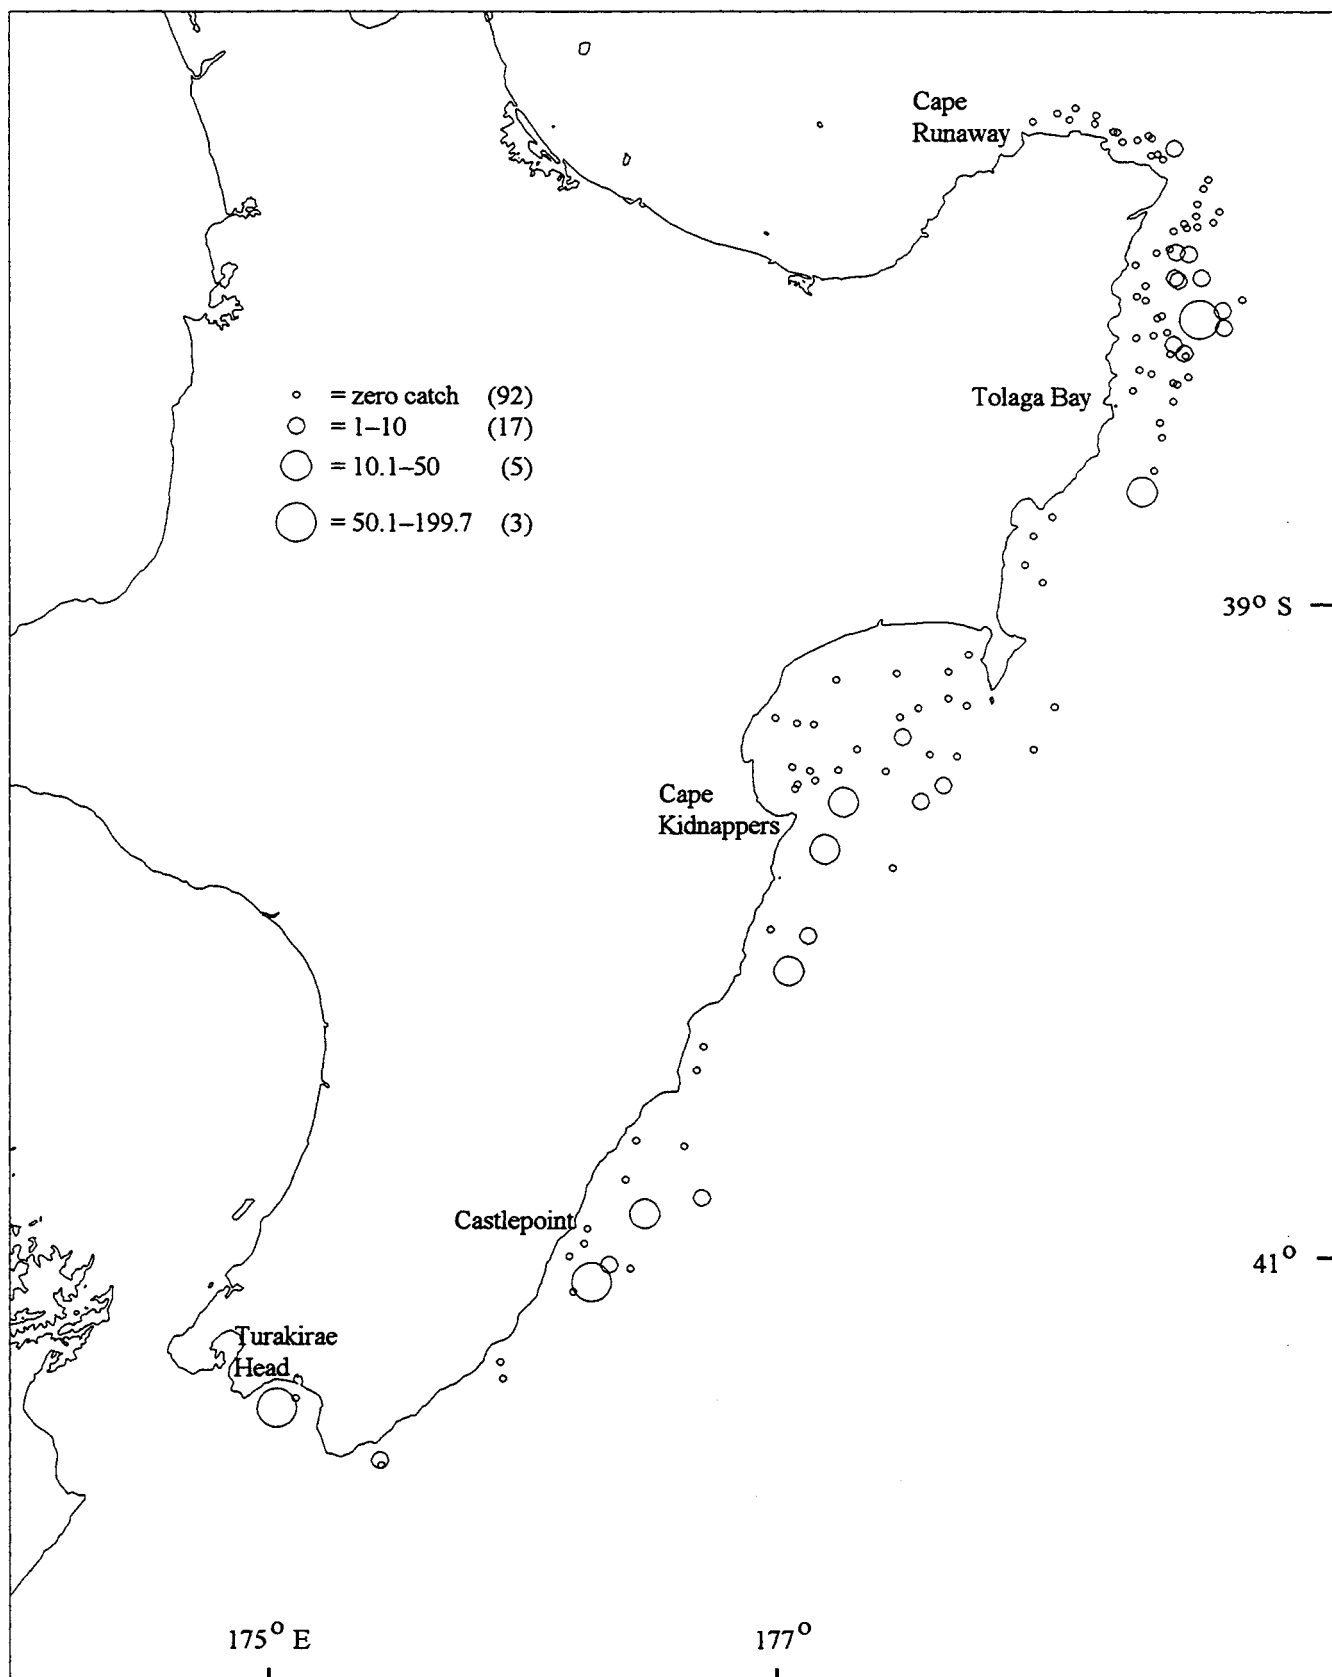 Cape
Runaway
= zero catch (92)
= 1–10 (17)
= 10.1–50 (5)
= 50.1–199.7 (3)
Tolaga Bay
39° S
Cape
Kidnappers
Castlepoint
41°
Turakirae
Head
175° E
177°